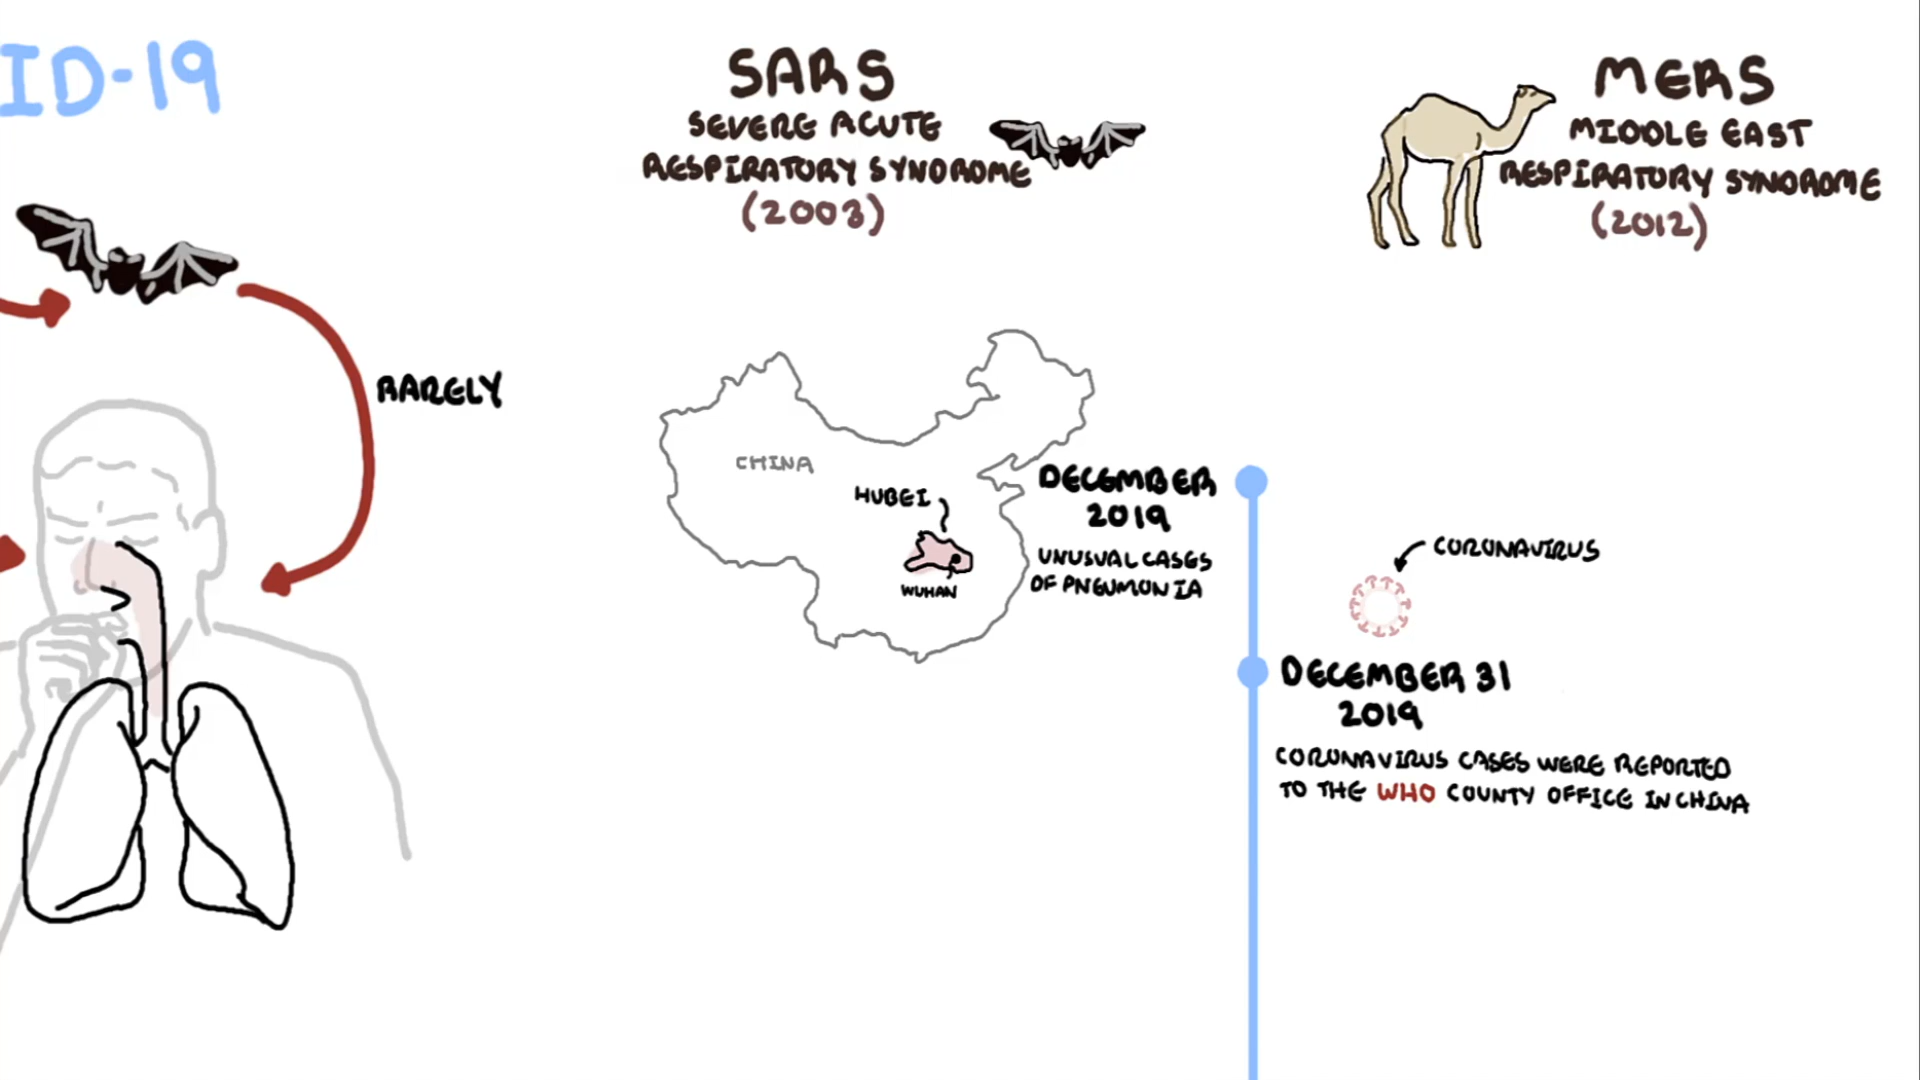 ID-19
SARS
SEVERE ACUTE
RESPIRATORY SYNDROME
(2003)
MERS
MIDDLE EAST
RESPIRATORY SYNDROME
(2012)
RARELY
CHINA
HUBEI
WUHAN
DECEMBER
2019
UNUSUAL CASES
OF PNEUMONIA
CORONAVIRUS
DECEMBER 31
2019
CORONAVIRUS CASES WERE REPORTED
TO THE WHO COUNTY OFFICE IN CHINA